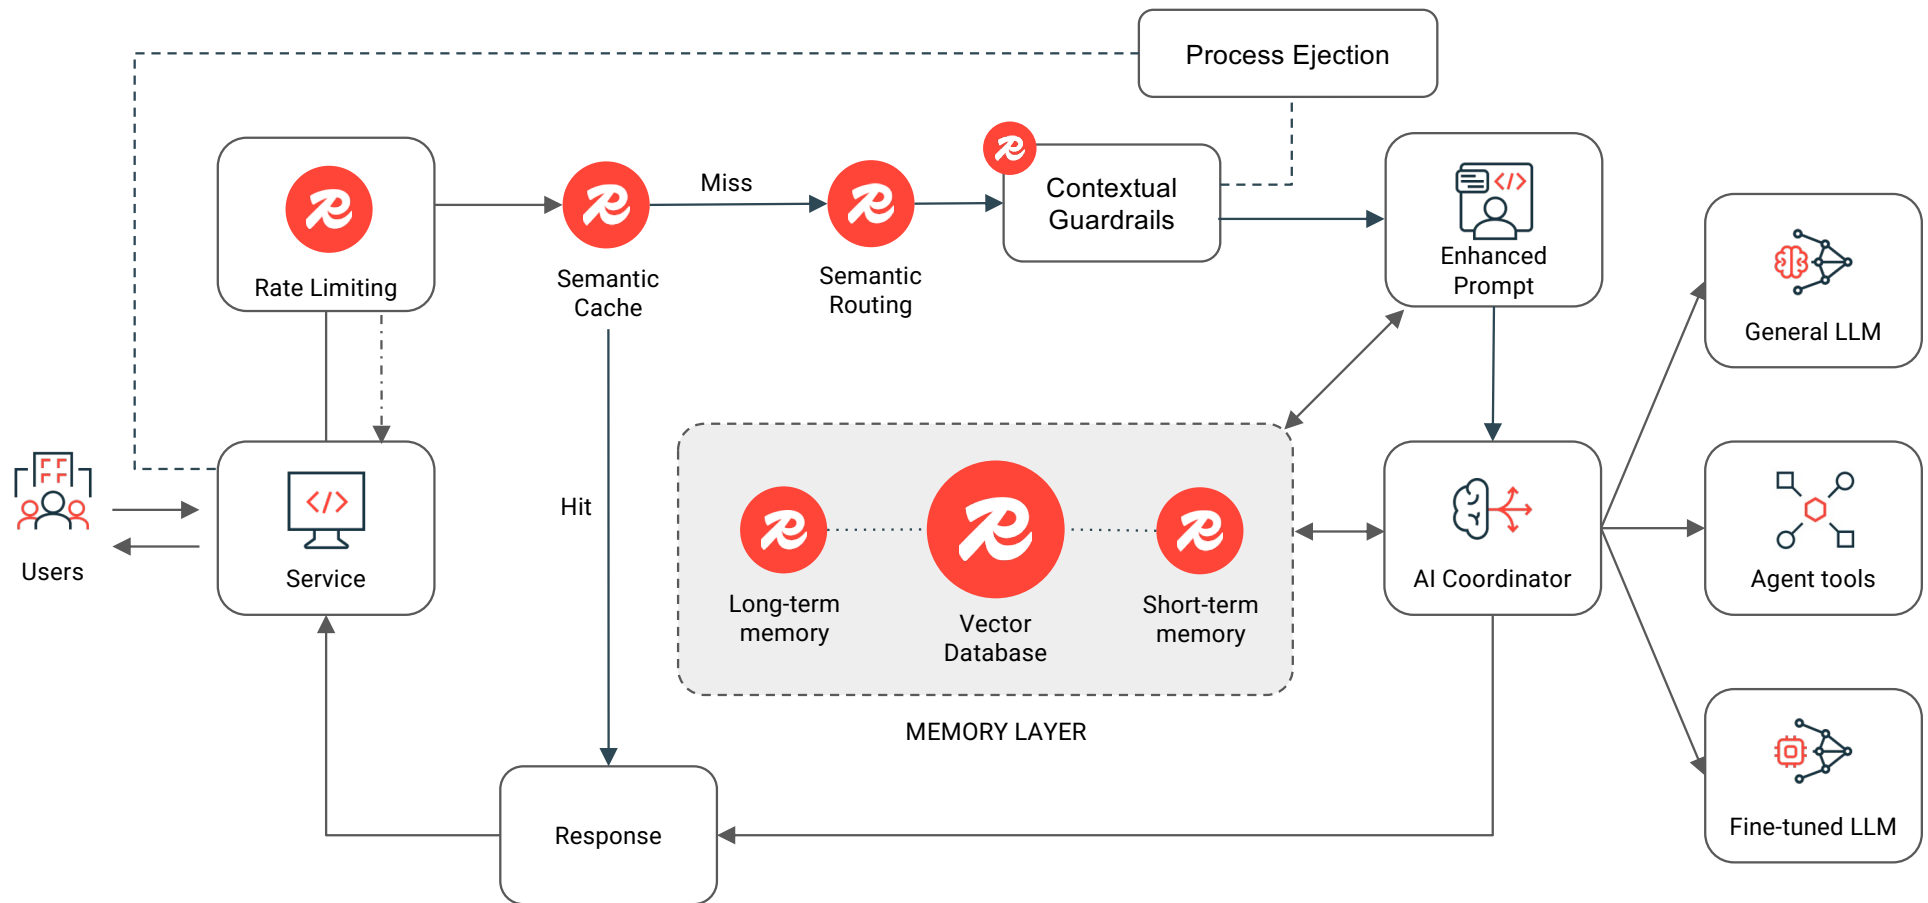 Process Ejection
Rate Limiting
Semantic
Cache
Miss
Semantic
Routing
Contextual
Guardrails
Enhanced
Prompt
General LLM
Users
Service
Hit
Long-term
memory
Vector
Database
Short-term
memory
MEMORY LAYER
AI Coordinator
Agent tools
Response
Fine-tuned LLM